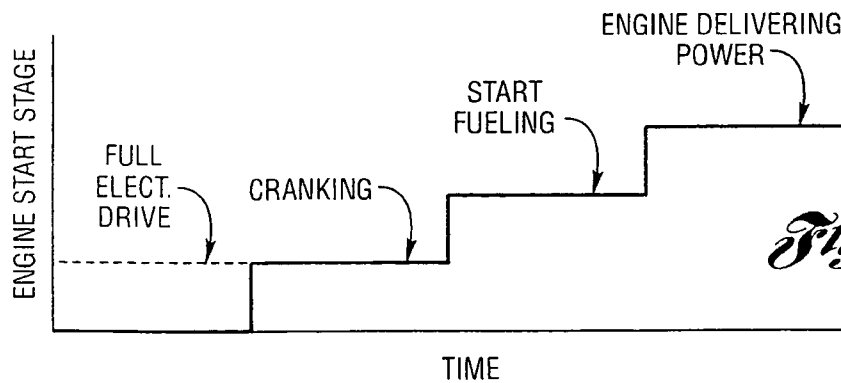 ENGINE DELIVERING
POWER
START
FUELING
FULL
ELECT.
DRIVE
CRANKING
ENGINE START STAGE
TIME